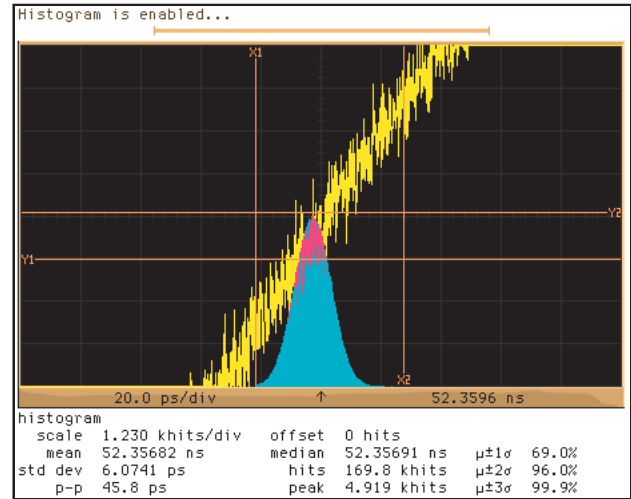 Histogram is enabled...
X1
Y2
Y1
X2
20.0 ps/div ↑ 52.3596 ns
histogram
scale 1.230 khits/div offset 0 hits
mean 52.35682 ns median 52.35691 ns µ±1σ 69.0%
std dev 6.0741 ps hits 169.8 khits µ±2σ 96.0%
p-p 45.8 ps peak 4.919 khits µ±3σ 99.9%